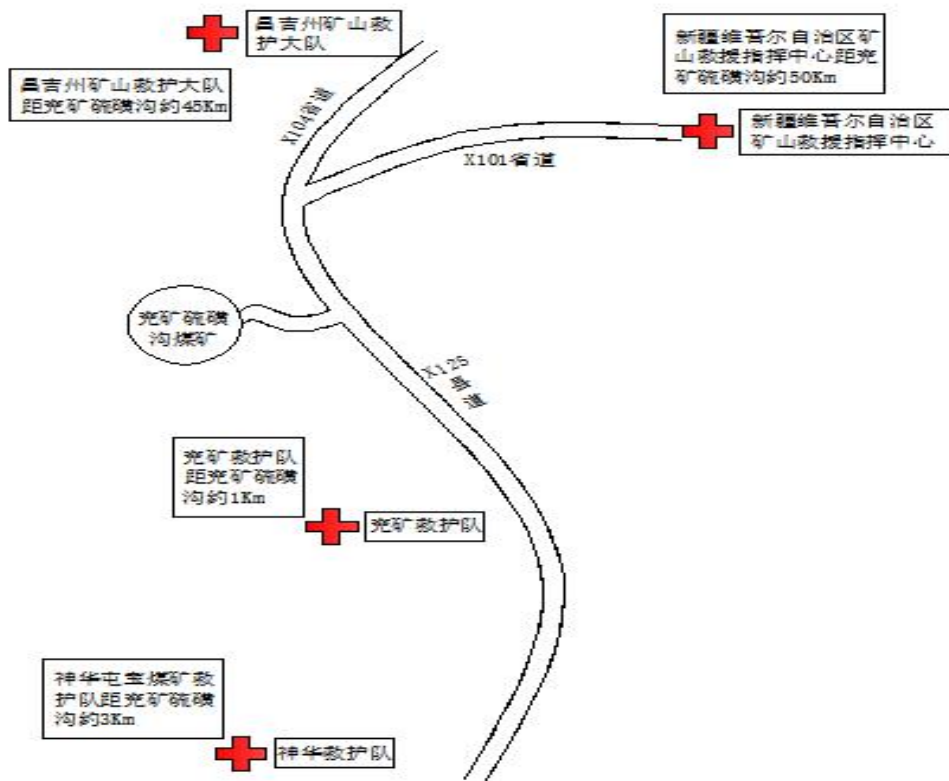 昌吉州矿山救
护大队
昌吉州矿山救护大队
距兖矿硫磺沟约45Km
新疆维吾尔自治区矿
山救援指挥中心距兖
矿硫磺沟约50Km
新疆维吾尔自治区
矿山救援指挥中心
X104省道
X101省道
兖矿硫磺
沟煤矿
X125县道
兖矿救护队
距兖矿硫磺
沟约1Km
兖矿救护队
神华屯宝煤矿救
护队距兖矿硫磺
沟约3Km
神华救护队